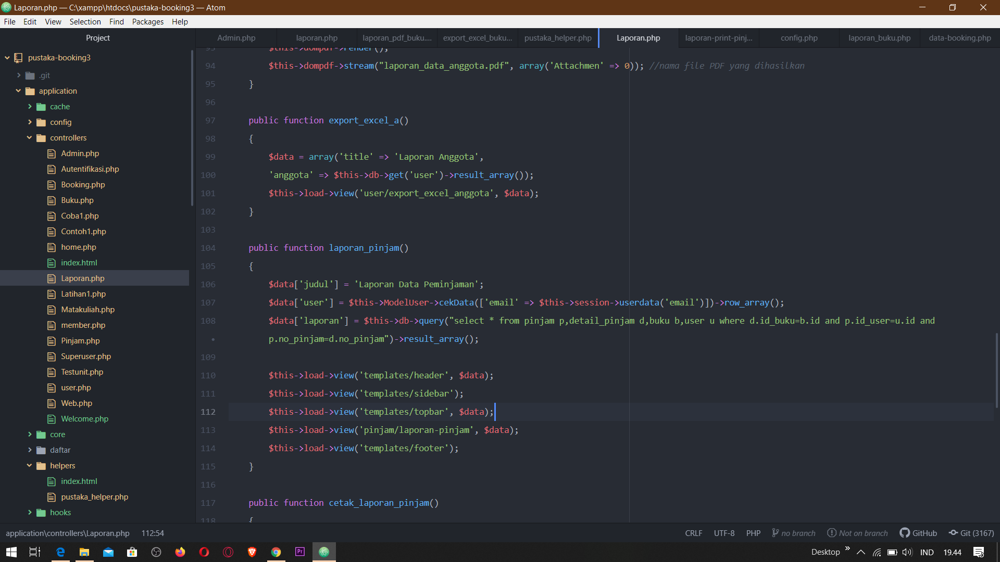 Laporan.php — C:\xampp\htdocs\pustaka-booking3 — Atom
File Edit View Selection Find Packages Help
Project
Admin.php laporan.php laporan_pdf_buku.... export_excel_buku... pustaka_helper.php Laporan.php laporan-print-pinj... config.php laporan_buku.php data-booking.php
pustaka-booking3
.git
application
cache
config
controllers
Admin.php
Autentifikasi.php
Booking.php
Buku.php
Coba1.php
Contoh1.php
home.php
index.html
Laporan.php
Latihan1.php
Matakuliah.php
member.php
Pinjam.php
Superuser.php
Testunit.php
user.php
Web.php
Welcome.php
core
daftar
helpers
index.html
pustaka_helper.php
hooks
93 $this->dompdf->render();
94 $this->dompdf->stream("laporan_data_anggota.pdf", array('Attachmen' => 0)); //nama file PDF yang dihasilkan
95 }
96
97 public function export_excel_a()
98 {
99 $data = array('title' => 'Laporan Anggota',
100 'anggota' => $this->db->get('user')->result_array());
101 $this->load->view('user/export_excel_anggota', $data);
102 }
103
104 public function laporan_pinjam()
105 {
106 $data['judul'] = 'Laporan Data Peminjaman';
107 $data['user'] = $this->ModelUser->cekData(['email' => $this->session->userdata('email')])->row_array();
108 $data['laporan'] = $this->db->query("select * from pinjam p,detail_pinjam d,buku b,user u where d.id_buku=b.id and p.id_user=u.id and
• p.no_pinjam=d.no_pinjam")->result_array();
109
110 $this->load->view('templates/header', $data);
111 $this->load->view('templates/sidebar');
112 $this->load->view('templates/topbar', $data);
113 $this->load->view('pinjam/laporan-pinjam', $data);
114 $this->load->view('templates/footer');
115 }
116
117 public function cetak_laporan_pinjam()
118 {
application\controllers\Laporan.php 112:54 CRLF UTF-8 PHP no branch Not on branch GitHub Git (3167)
Pr Desktop » IND 19.44